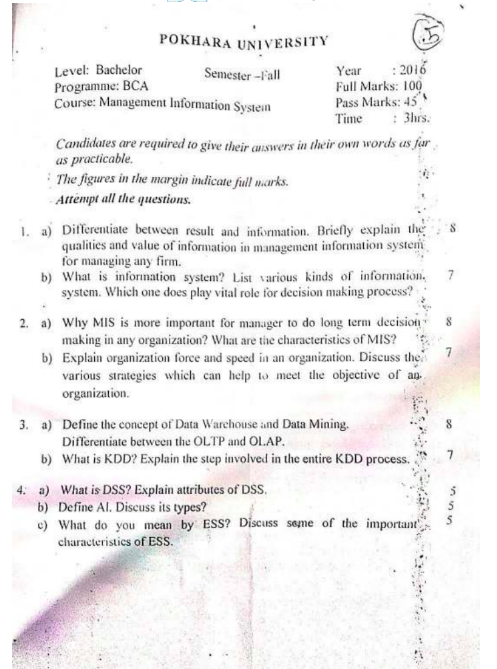 5
POKHARA UNIVERSITY
Level: Bachelor Semester –Fall Year : 2016
Programme: BCA Full Marks: 100
Course: Management Information System Pass Marks: 45
Time : 3hrs.
Candidates are required to give their answers in their own words as far
as practicable.
The figures in the margin indicate full marks.
Attempt all the questions.
1. a) Differentiate between result and information. Briefly explain the 8
qualities and value of information in management information system
for managing any firm.
b) What is information system? List various kinds of information 7
system. Which one does play vital role for decision making process?
2. a) Why MIS is more important for manager to do long term decision 8
making in any organization? What are the characteristics of MIS?
b) Explain organization force and speed in an organization. Discuss the 7
various strategies which can help to meet the objective of an
organization.
3. a) Define the concept of Data Warehouse and Data Mining. 8
Differentiate between the OLTP and OLAP.
b) What is KDD? Explain the step involved in the entire KDD process. 7
4. a) What is DSS? Explain attributes of DSS. 5
b) Define AI. Discuss its types? 5
c) What do you mean by ESS? Discuss some of the important 5
characteristics of ESS.